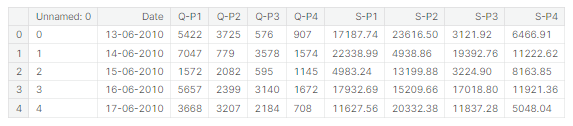 Unnamed: 0 Date Q-P1 Q-P2 Q-P3 Q-P4 S-P1 S-P2 S-P3 S-P4
0 0 13-06-2010 5422 3725 576 907 17187.74 23616.50 3121.92 6466.91
1 1 14-06-2010 7047 779 3578 1574 22338.99 4938.86 19392.76 11222.62
2 2 15-06-2010 1572 2082 595 1145 4983.24 13199.88 3224.90 8163.85
3 3 16-06-2010 5657 2399 3140 1672 17932.69 15209.66 17018.80 11921.36
4 4 17-06-2010 3668 3207 2184 708 11627.56 20332.38 11837.28 5048.04